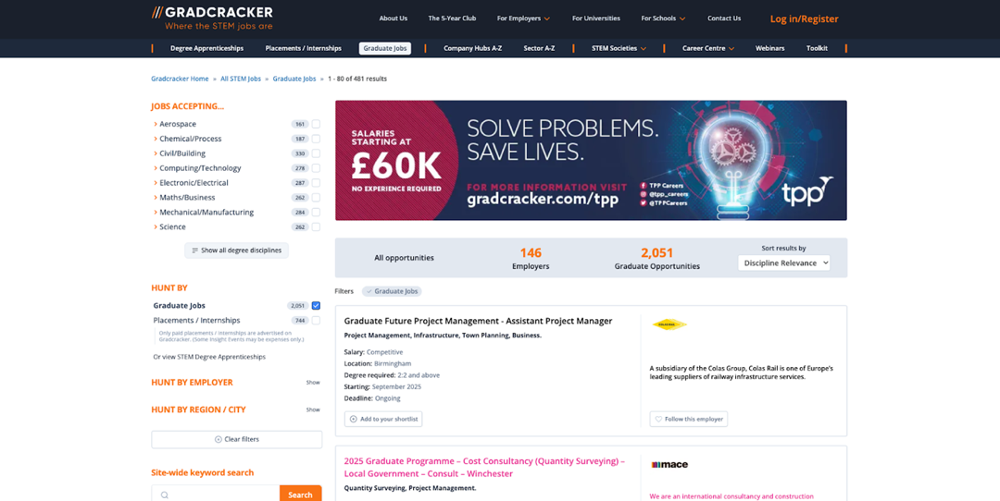 ///GRADCRACKER
Where the STEM jobs are
About Us
The 5-Year Club
For Employers
For Universities
For Schools
Contact Us
Log in/Register
Degree Apprenticeships
Placements / Internships
Graduate Jobs
Company Hubs A-Z
Sector A-Z
STEM Societies
Career Centre
Webinars
Toolkit
Gradcracker Home » All STEM Jobs » Graduate Jobs » 1 - 80 of 481 results
JOBS ACCEPTING...
Aerospace 161
Chemical/Process 187
Civil/Building 330
Computing/Technology 278
Electronic/Electrical 287
Maths/Business 262
Mechanical/Manufacturing 284
Science 262
Show all degree disciplines
HUNT BY
Graduate Jobs 2,051
Placements / Internships 744
Only paid placements / internships are advertised on
Gradcracker. (Some Insight Events may be expenses only.)
Or view STEM Degree Apprenticeships
HUNT BY EMPLOYER Show
HUNT BY REGION / CITY Show
Clear filters
Site-wide keyword search
Search
SALARIES
STARTING AT
£60K
NO EXPERIENCE REQUIRED
SOLVE PROBLEMS.
SAVE LIVES.
FOR MORE INFORMATION VISIT
gradcracker.com/tpp
TPP Careers
@tpp_careers
@TPPCareers
tpp
All opportunities
146
Employers
2,051
Graduate Opportunities
Sort results by
Discipline Relevance
Filters
Graduate Jobs
Graduate Future Project Management - Assistant Project Manager
Project Management, Infrastructure, Town Planning, Business.
Salary: Competitive
Location: Birmingham
Degree required: 2:2 and above
Starting: September 2025
Deadline: Ongoing
Add to your shortlist
COLAS RAIL
A subsidiary of the Colas Group, Colas Rail is one of Europe's
leading suppliers of railway infrastructure services.
Follow this employer
2025 Graduate Programme – Cost Consultancy (Quantity Surveying) –
Local Government – Consult – Winchester
Quantity Surveying, Project Management.
mace
We are an international consultancy and construction